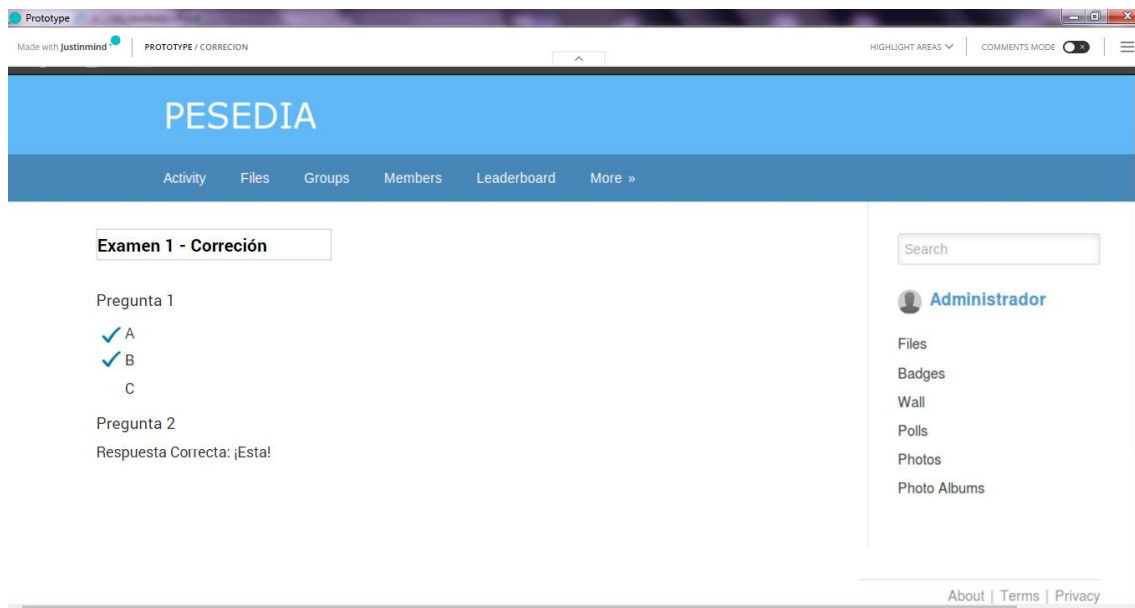 Prototype
Made with Justinmind
PROTOTYPE / CORRECION
HIGHLIGHT AREAS
COMMENTS MODE
PESEDIA
Activity Files Groups Members Leaderboard More »
Examen 1 - Correción
Pregunta 1
A
B
C
Pregunta 2
Respuesta Correcta: ¡Esta!
Search
Administrador
Files
Badges
Wall
Polls
Photos
Photo Albums
About | Terms | Privacy